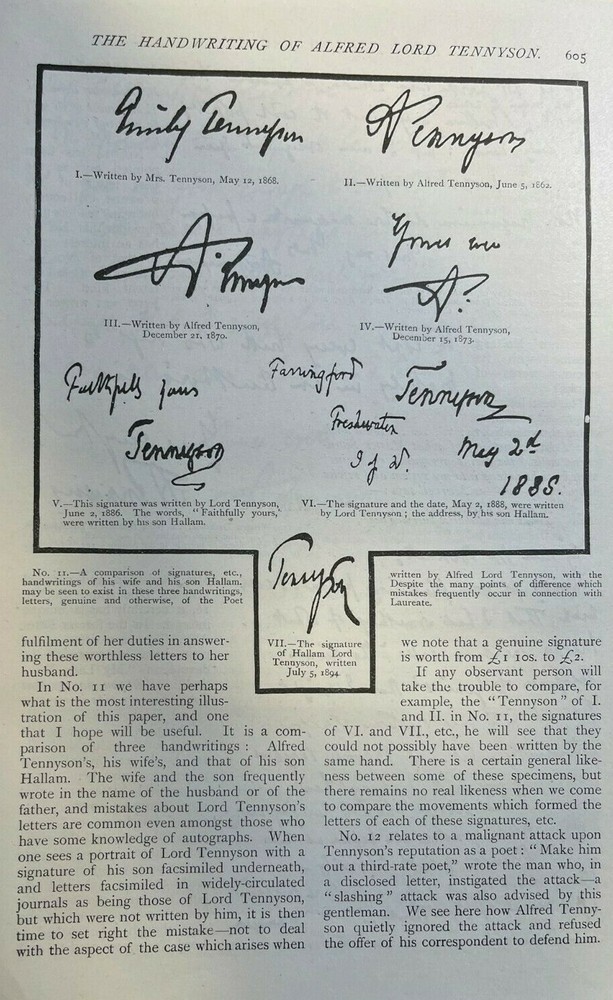 THE HANDWRITING OF ALFRED LORD TENNYSON.
605
Emily Tennyson
I.—Written by Mrs. Tennyson, May 12, 1868.
A Tennyson
II.—Written by Alfred Tennyson, June 5, 1862.
A. Tennyson
III.—Written by Alfred Tennyson,
December 21, 1870.
Yours ever
A.T.
IV.—Written by Alfred Tennyson,
December 15, 1873.
Faithfully yours
Tennyson
V.—This signature was written by Lord Tennyson,
June 2, 1886. The words, "Faithfully yours,"
were written by his son Hallam.
Farringford
Freshwater
I of W.
Tennyson
May 2d
1888.
VI.—The signature and the date, May 2, 1888, were written
by Lord Tennyson; the address, by his son Hallam.
Tennyson
VII.—The signature
of Hallam Lord
Tennyson, written
July 5, 1894.
No. 11.—A comparison of signatures, etc.,
handwritings of his wife and his son Hallam.
may be seen to exist in these three handwritings,
letters, genuine and otherwise, of the Poet
written by Alfred Lord Tennyson, with the
Despite the many points of difference which
mistakes frequently occur in connection with
Laureate.
fulfilment of her duties in answer-
ing these worthless letters to her
husband.
In No. 11 we have perhaps
what is the most interesting illus-
tration of this paper, and one
that I hope will be useful. It is a com-
parison of three handwritings: Alfred
Tennyson's, his wife's, and that of his son
Hallam. The wife and the son frequently
wrote in the name of the husband or of the
father, and mistakes about Lord Tennyson's
letters are common even amongst those who
have some knowledge of autographs. When
one sees a portrait of Lord Tennyson with a
signature of his son facsimiled underneath,
and letters facsimiled in widely-circulated
journals as being those of Lord Tennyson,
but which were not written by him, it is then
time to set right the mistake—not to deal
with the aspect of the case which arises when
we note that a genuine signature
is worth from £1 10s. to £2.
If any observant person will
take the trouble to compare, for
example, the "Tennyson" of I.
and II. in No. 11, the signatures
of VI. and VII., etc., he will see that they
could not possibly have been written by the
same hand. There is a certain general like-
ness between some of these specimens, but
there remains no real likeness when we come
to compare the movements which formed the
letters of each of these signatures, etc.
No. 12 relates to a malignant attack upon
Tennyson's reputation as a poet: "Make him
out a third-rate poet," wrote the man who, in
a disclosed letter, instigated the attack—a
"slashing" attack was also advised by this
gentleman. We see here how Alfred Tenny-
son quietly ignored the attack and refused
the offer of his correspondent to defend him.